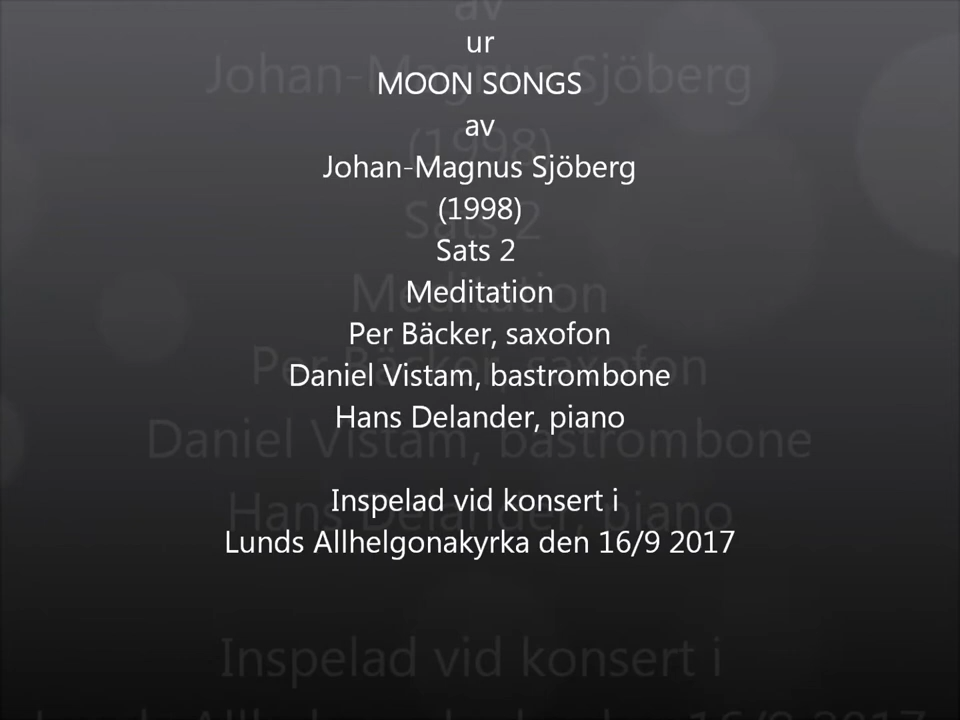 ur
MOON SONGS
av
Johan-Magnus Sjöberg
(1998)
Sats 2
Meditation
Per Bäcker, saxofon
Daniel Vistam, bastrombone
Hans Delander, piano
Inspelad vid konsert i
Lunds Allhelgonakyrka den 16/9 2017